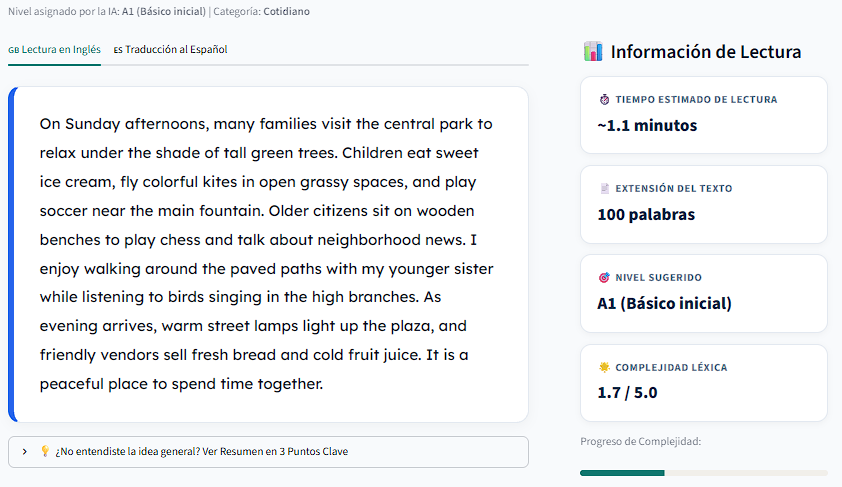 Nivel asignado por la IA: A1 (Básico inicial) | Categoría: Cotidiano
GB Lectura en Inglés
ES Traducción al Español
On Sunday afternoons, many families visit the central park to
relax under the shade of tall green trees. Children eat sweet
ice cream, fly colorful kites in open grassy spaces, and play
soccer near the main fountain. Older citizens sit on wooden
benches to play chess and talk about neighborhood news. I
enjoy walking around the paved paths with my younger sister
while listening to birds singing in the high branches. As
evening arrives, warm street lamps light up the plaza, and
friendly vendors sell fresh bread and cold fruit juice. It is a
peaceful place to spend time together.
¿No entendiste la idea general? Ver Resumen en 3 Puntos Clave
Información de Lectura
TIEMPO ESTIMADO DE LECTURA
~1.1 minutos
EXTENSIÓN DEL TEXTO
100 palabras
NIVEL SUGERIDO
A1 (Básico inicial)
COMPLEJIDAD LÉXICA
1.7 / 5.0
Progreso de Complejidad: